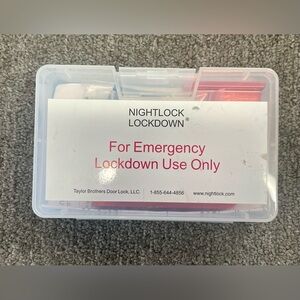 NIGHTLOCK
LOCKDOWN®
For Emergency
Lockdown Use Only
Taylor Brothers Door Lock, LLC. 1-855-644-4856 www.nightlock.com